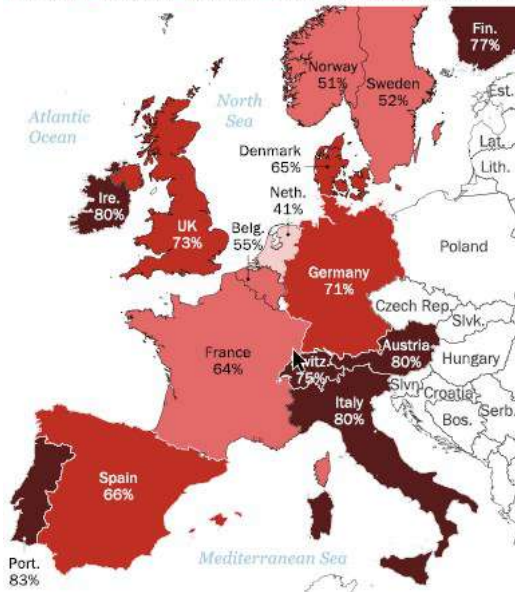 Fin.
77%
Norway
51%
Sweden
52%
Atlantic
Ocean
North
Sea
Est.
Lat.
Lith.
Denmark
65%
Neth.
41%
Ire.
80%
UK
73%
Belg.
55%
Poland
Germany
71%
Czech Rep.
Slvk.
France
64%
witz.
75%
Austria
80%
Hungary
Slvn.
Croatia
Bos.
Serb.
Italy
80%
Spain
66%
Port.
83%
Mediterranean Sea